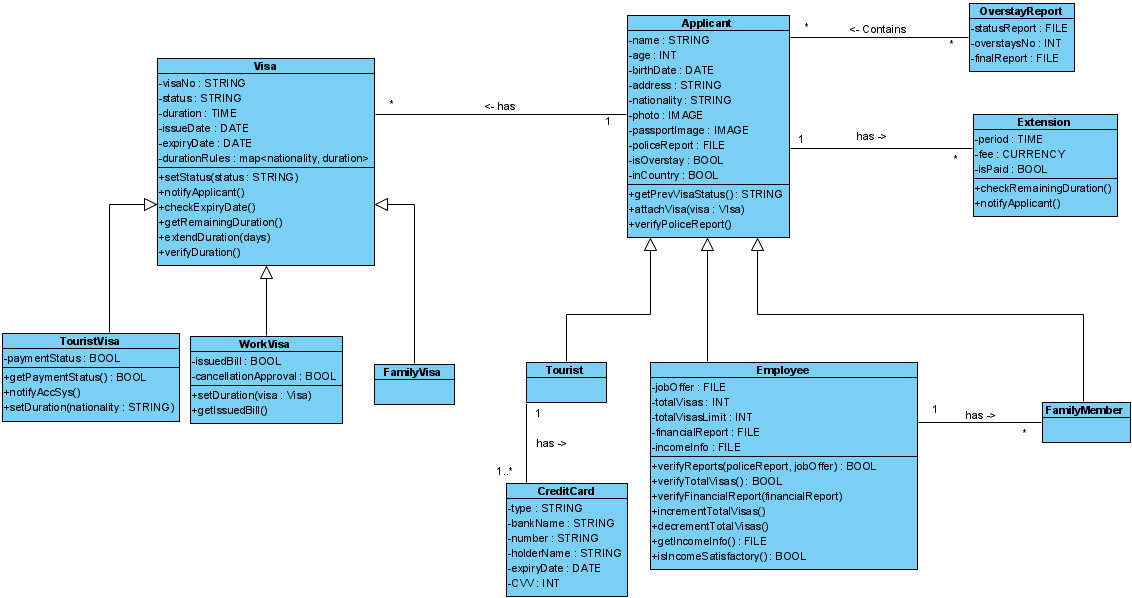 Visa
-visaNo : STRING
-status : STRING
-duration : TIME
-issueDate : DATE
-expiryDate : DATE
-durationRules : map<nationality, duration>
+setStatus(status : STRING)
+notifyApplicant()
+checkExpiryDate()
+getRemainingDuration()
+extendDuration(days)
+verifyDuration()
*
<- has
1
Applicant
-name : STRING
-age : INT
-birthDate : DATE
-address : STRING
-nationality : STRING
-photo : IMAGE
-passportImage : IMAGE
-policeReport : FILE
-isOverstay : BOOL
-inCountry : BOOL
+getPrevVisaStatus() : STRING
+attachVisa(visa : VIsa)
+verifyPoliceReport()
*
<- Contains
*
OverstayReport
-statusReport : FILE
-overstaysNo : INT
-finalReport : FILE
1
has ->
*
Extension
-period : TIME
-fee : CURRENCY
-isPaid : BOOL
+checkRemainingDuration()
+notifyApplicant()
TouristVisa
-paymentStatus : BOOL
+getPaymentStatus() : BOOL
+notifyAccSys()
+setDuration(nationality : STRING)
WorkVisa
-issuedBill : BOOL
-cancellationApproval : BOOL
+setDuration(visa : Visa)
+getIssuedBill()
FamilyVisa
Tourist
1
has ->
1..*
CreditCard
-type : STRING
-bankName : STRING
-number : STRING
-holderName : STRING
-expiryDate : DATE
-CVV : INT
Employee
-jobOffer : FILE
-totalVisas : INT
-totalVisasLimit : INT
-financialReport : FILE
-incomeInfo : FILE
+verifyReports(policeReport, jobOffer) : BOOL
+verifyTotalVisas() : BOOL
+verifyFinancialReport(financialReport)
+incrementTotalVisas()
+decrementTotalVisas()
+getIncomeInfo() : FILE
+isIncomeSatisfactory() : BOOL
1
has ->
*
FamilyMember